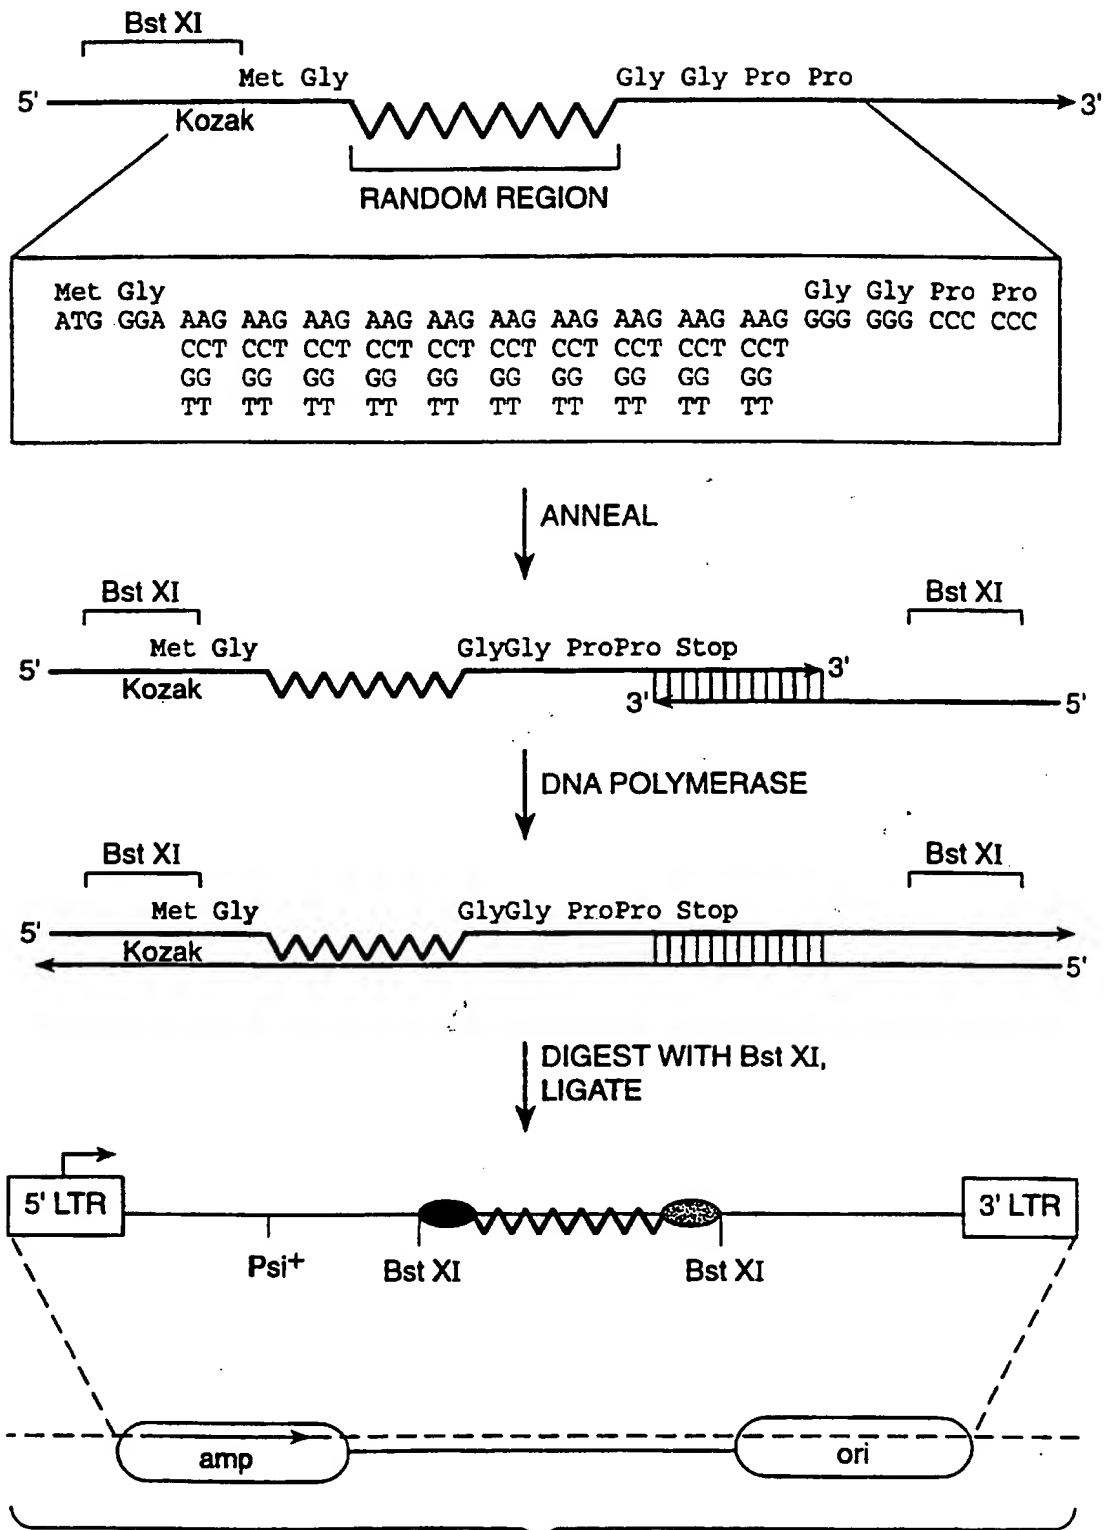 Bst XI
Met Gly
Gly Gly Pro Pro
5'
3'
Kozak
RANDOM REGION
Met Gly
Gly Gly Pro Pro
ATG GGA AAG AAG AAG AAG AAG AAG AAG AAG AAG AAG GGG GGG CCC CCC
CCT CCT CCT CCT CCT CCT CCT CCT CCT CCT
GG GG GG GG GG GG GG GG GG GG
TT TT TT TT TT TT TT TT TT TT
ANNEAL
Bst XI
Bst XI
Met Gly
GlyGly ProPro Stop
5'
3'
Kozak
3'
5'
DNA POLYMERASE
Bst XI
Bst XI
Met Gly
GlyGly ProPro Stop
5'
Kozak
5'
DIGEST WITH Bst XI,
LIGATE
5' LTR
3' LTR
Psi+
Bst XI
Bst XI
amp
ori